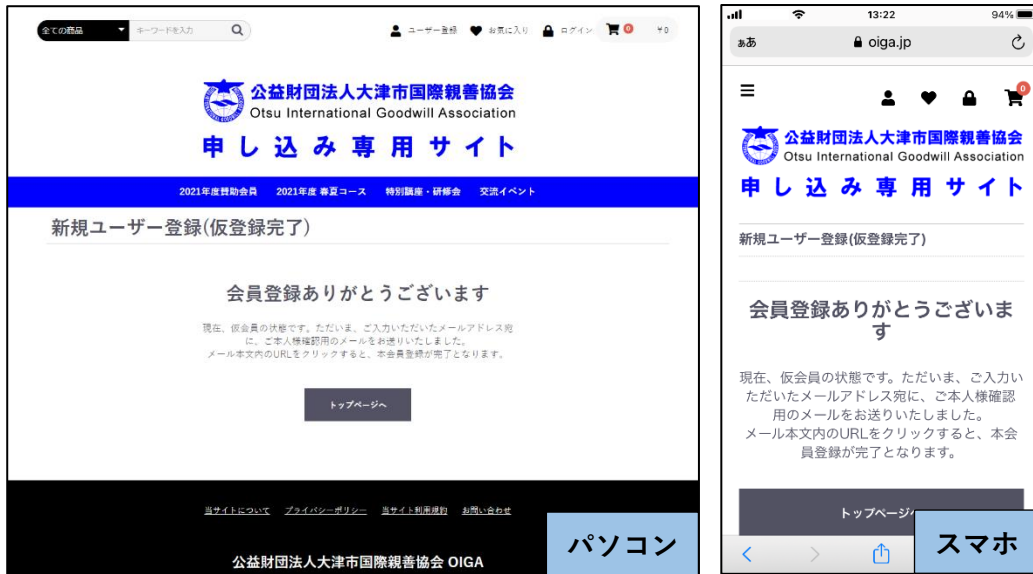 全ての商品
キーワードを入力
ユーザー登録
お気に入り
ログイン
0
¥0
公益財団法人大津市国際親善協会
Otsu International Goodwill Association
申し込み専用サイト
2021年度賛助会員 2021年度 春夏コース 特別講座・研修会 交流イベント
新規ユーザー登録(仮登録完了)
会員登録ありがとうございます
現在、仮会員の状態です。ただいま、ご入力いただいたメールアドレス宛
に、ご本人様確認用のメールをお送りいたしました。
メール本文内のURLをクリックすると、本会員登録が完了となります。
トップページへ
当サイトについて プライバシーポリシー 当サイト利用規約 お問い合わせ
公益財団法人大津市国際親善協会 OIGA
パソコン
13:22
94%
ぁあ
oiga.jp
0
公益財団法人大津市国際親善協会
Otsu International Goodwill Association
申し込み専用サイト
新規ユーザー登録(仮登録完了)
会員登録ありがとうございま
す
現在、仮会員の状態です。ただいま、ご入力い
ただいたメールアドレス宛に、ご本人様確認
用のメールをお送りいたしました。
メール本文内のURLをクリックすると、本会
員登録が完了となります。
トップページへ
スマホ